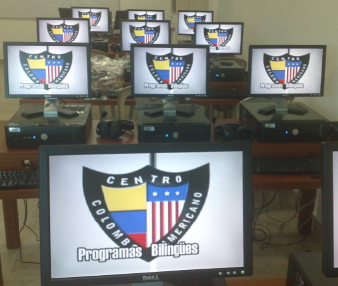 CENTRO
COLOMBO AMERICANO
Programas Bilingües
DELL